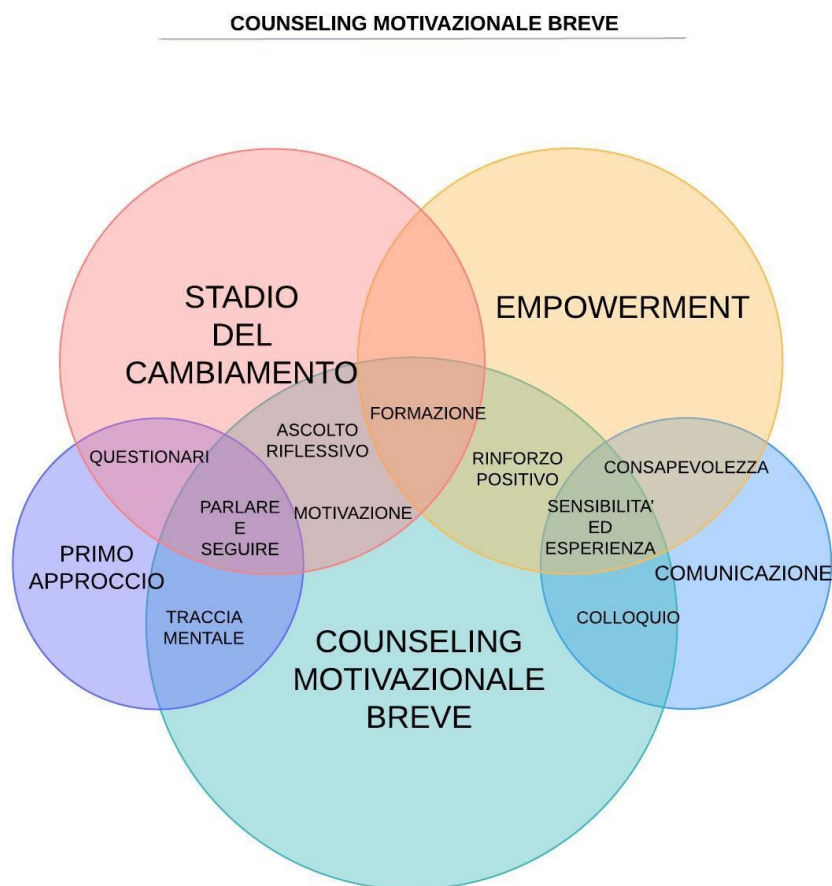 COUNSELING MOTIVAZIONALE BREVE
STADIO
DEL
CAMBIAMENTO
EMPOWERMENT
FORMAZIONE
ASCOLTO
RIFLESSIVO
QUESTIONARI
RINFORZO
POSITIVO
CONSAPEVOLEZZA
PARLARE
E
SEGUIRE
MOTIVAZIONE
SENSIBILITA'
ED
ESPERIENZA
PRIMO
APPROCCIO
COMUNICAZIONE
TRACCIA
MENTALE
COLLOQUIO
COUNSELING
MOTIVAZIONALE
BREVE